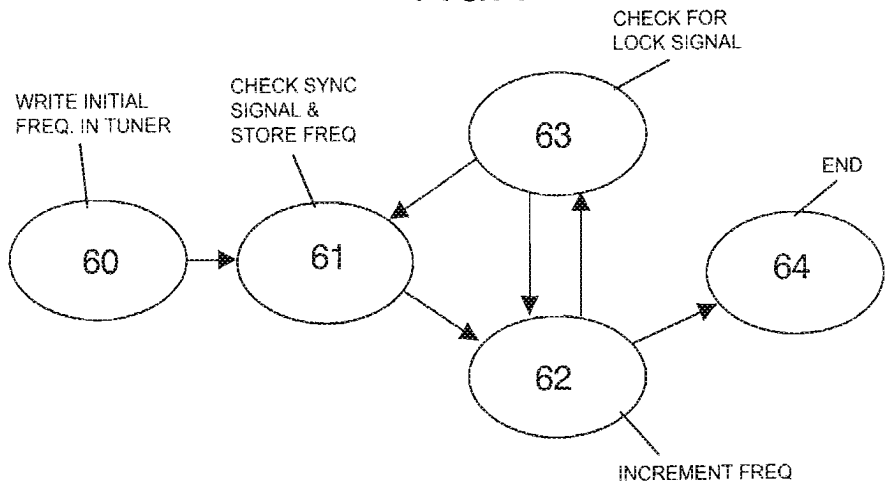 CHECK FOR
LOCK SIGNAL
WRITE INITIAL
FREQ. IN TUNER
CHECK SYNC
SIGNAL &
STORE FREQ
63
END
60
61
64
62
INCREMENT FREQ